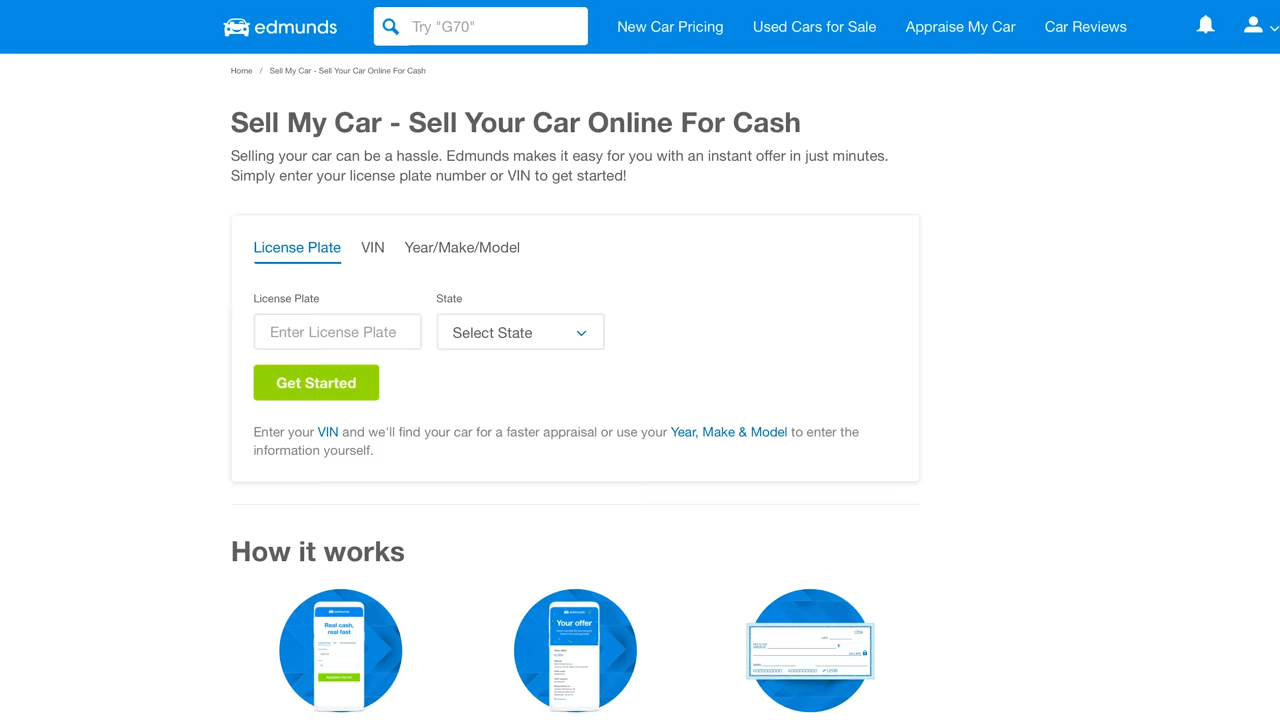 edmunds
Try "G70"
New Car Pricing
Used Cars for Sale
Appraise My Car
Car Reviews
Home / Sell My Car - Sell Your Car Online For Cash
Sell My Car - Sell Your Car Online For Cash
Selling your car can be a hassle. Edmunds makes it easy for you with an instant offer in just minutes.
Simply enter your license plate number or VIN to get started!
License Plate
VIN
Year/Make/Model
License Plate
State
Enter License Plate
Select State
Get Started
Enter your VIN and we'll find your car for a faster appraisal or use your Year, Make & Model to enter the
information yourself.
How it works
edmunds
Real cash,
real fast
edmunds
Your offer